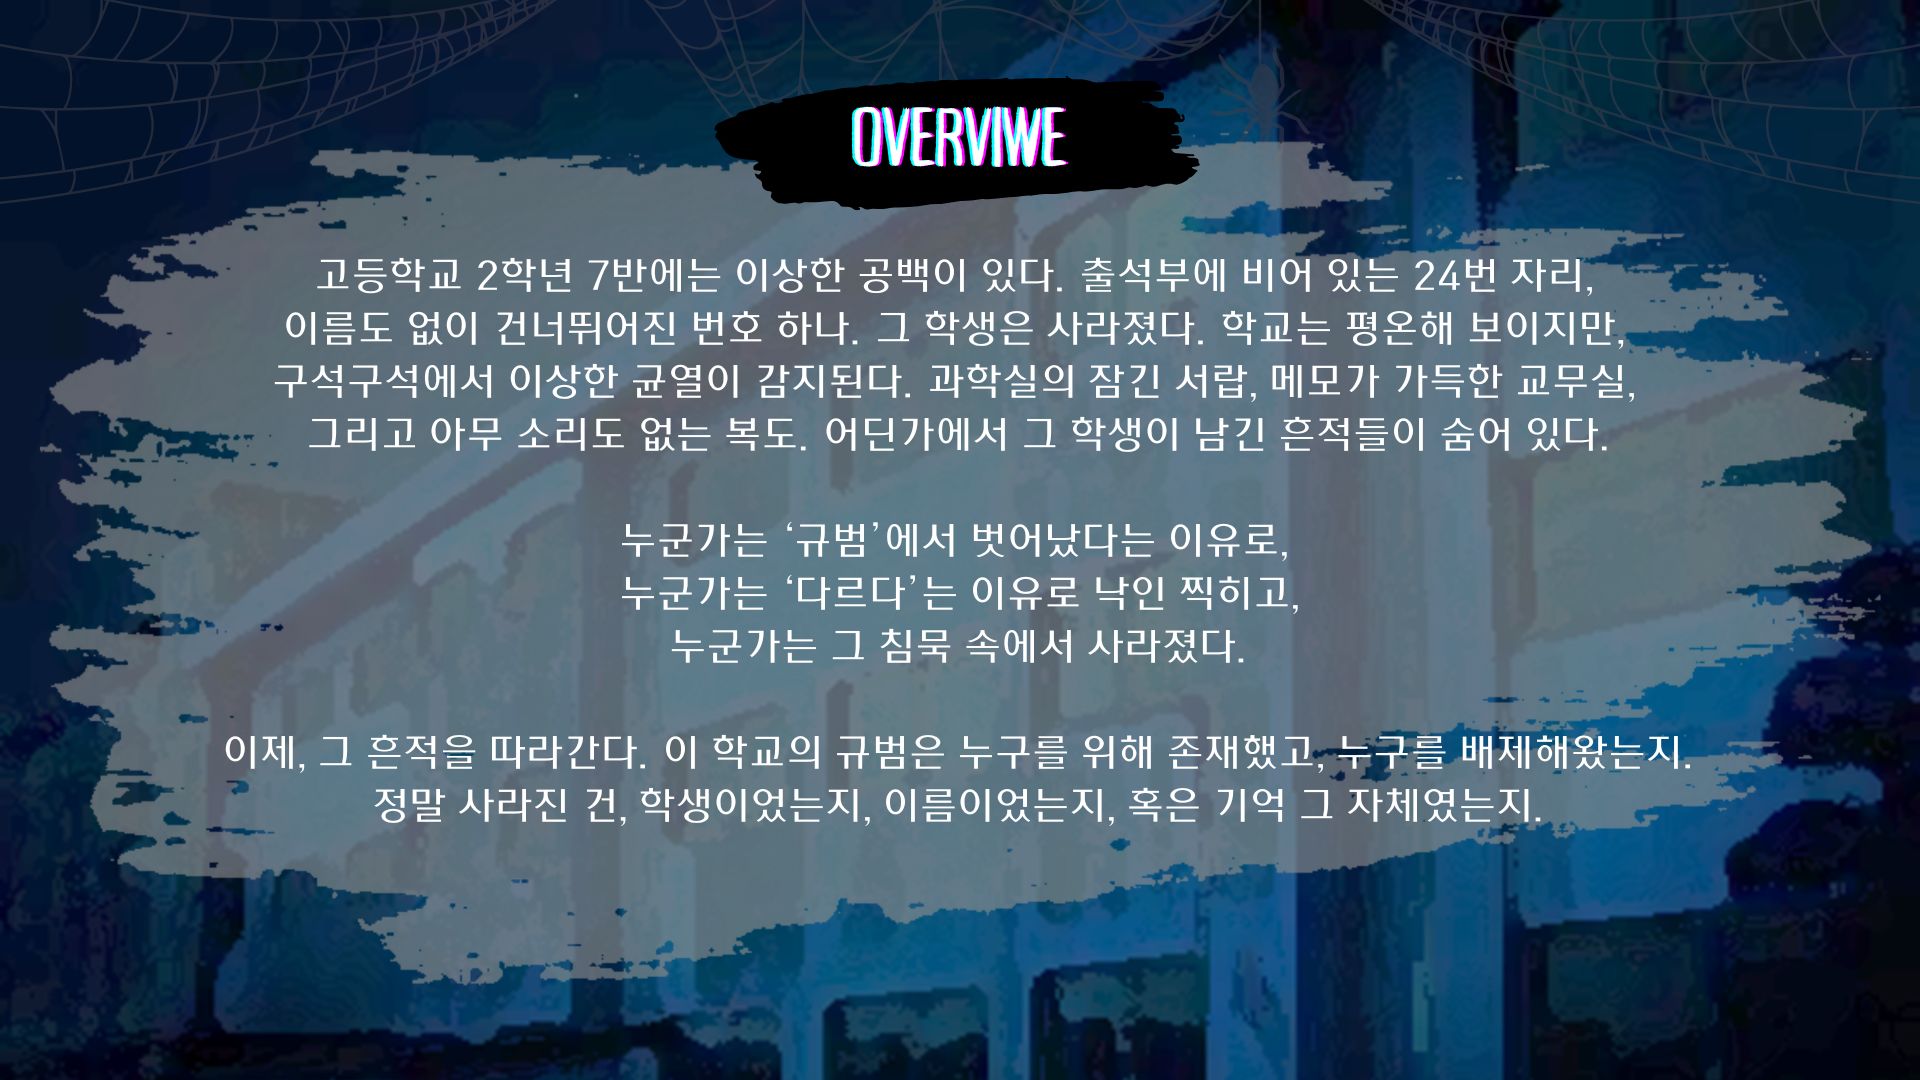 OVERVIWE
고등학교 2학년 7반에는 이상한 공백이 있다. 출석부에 비어 있는 24번 자리,
이름도 없이 건너뛰어진 번호 하나. 그 학생은 사라졌다. 학교는 평온해 보이지만,
구석구석에서 이상한 균열이 감지된다. 과학실의 잠긴 서랍, 메모가 가득한 교무실,
그리고 아무 소리도 없는 복도. 어딘가에서 그 학생이 남긴 흔적들이 숨어 있다.
누군가는 ‘규범’에서 벗어났다는 이유로,
누군가는 ‘다르다’는 이유로 낙인 찍히고,
누군가는 그 침묵 속에서 사라졌다.
이제, 그 흔적을 따라간다. 이 학교의 규범은 누구를 위해 존재했고, 누구를 배제해왔는지.
정말 사라진 건, 학생이었는지, 이름이었는지, 혹은 기억 그 자체였는지.